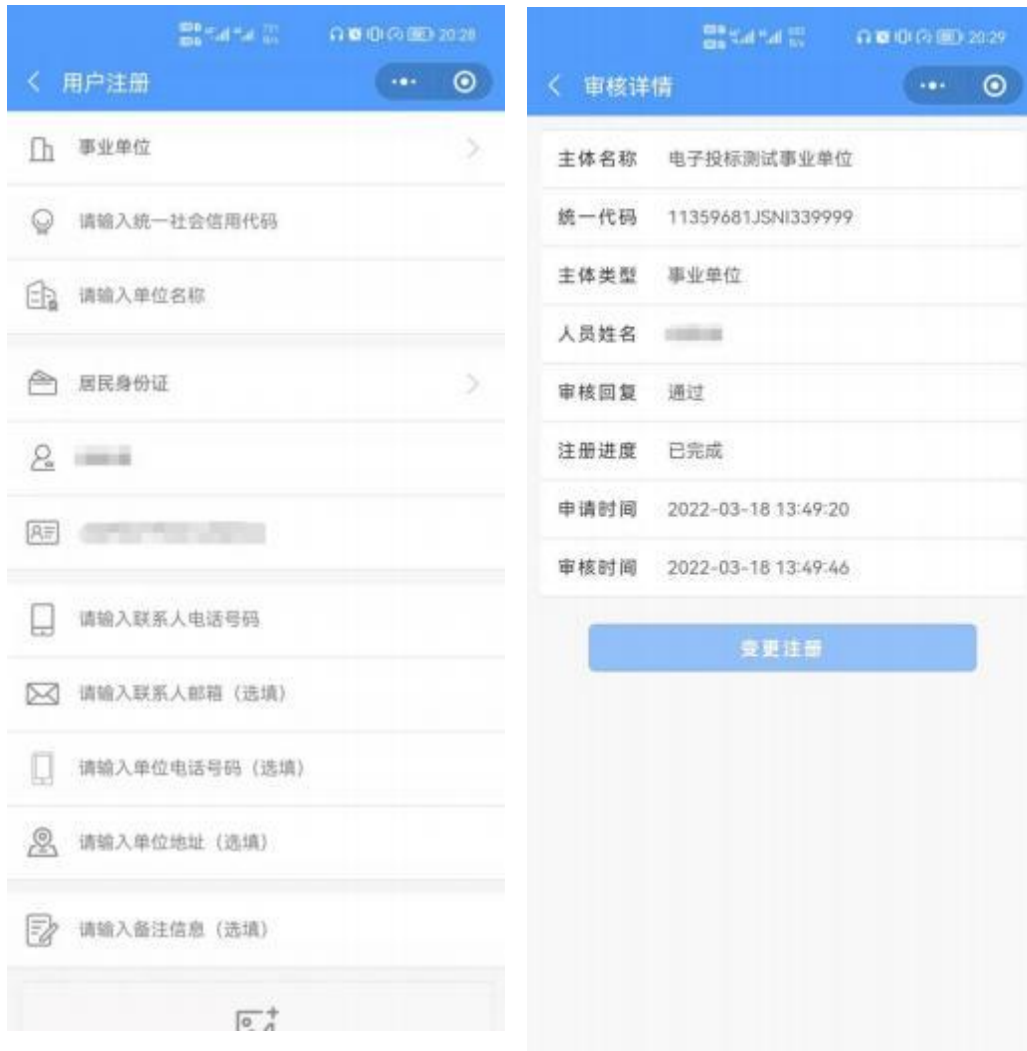 20:28
用户注册
事业单位
请输入统一社会信用代码
请输入单位名称
居民身份证
请输入联系人电话号码
请输入联系人邮箱（选填）
请输入单位电话号码（选填）
请输入单位地址（选填）
请输入备注信息（选填）
20:29
审核详情
主体名称 电子投标测试事业单位
统一代码 11359681JSNI339999
主体类型 事业单位
人员姓名
审核回复 通过
注册进度 已完成
申请时间 2022-03-18 13:49:20
审核时间 2022-03-18 13:49:46
变更注册